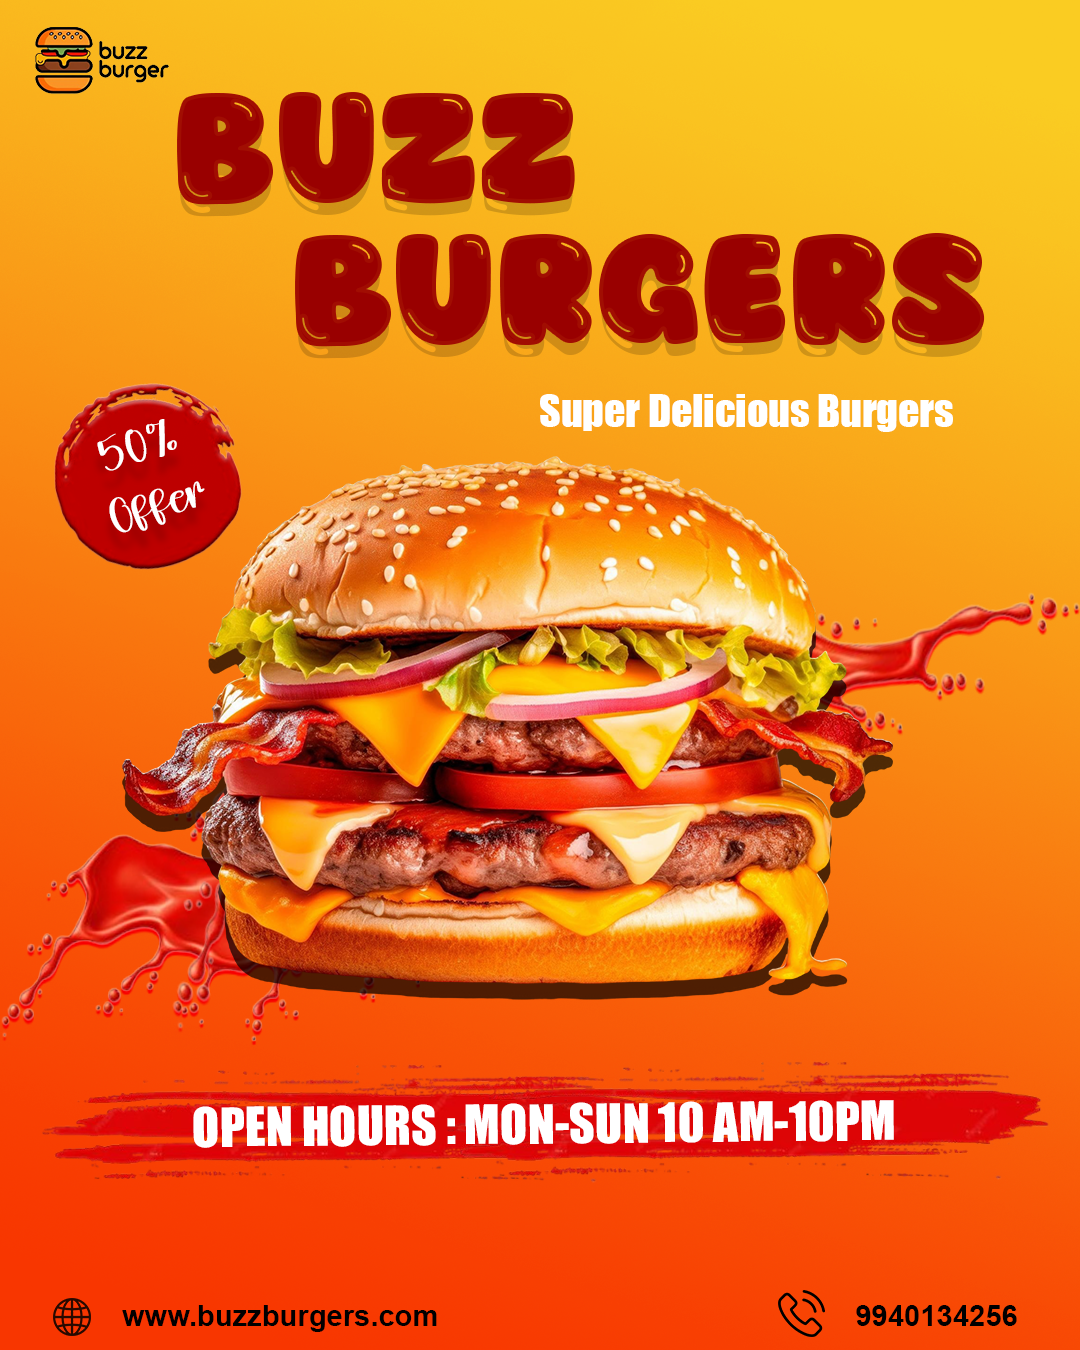 buzz
burger
BUZZ
BURGERS
Super Delicious Burgers
50%
Offer
OPEN HOURS : MON-SUN 10 AM-10PM
www.buzzburgers.com
9940134256